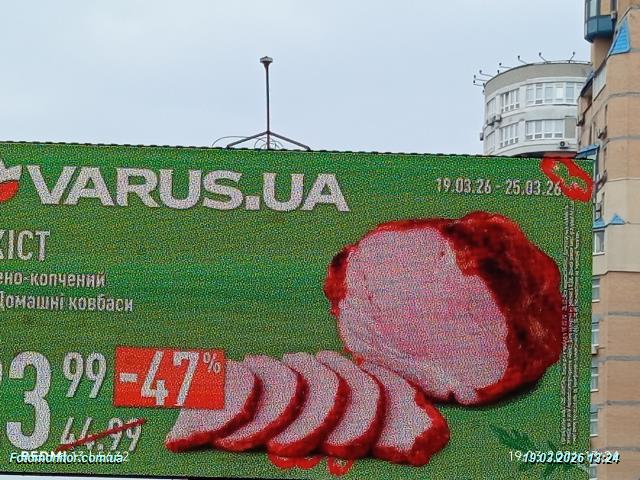 VARUS.UA
19.03.26 - 25.03.26
КІСТ
ено-копчений
Домашні ковбаси
3 99
-47%
44.99
Fotomonitor.com.ua
19.03.2026 13:24